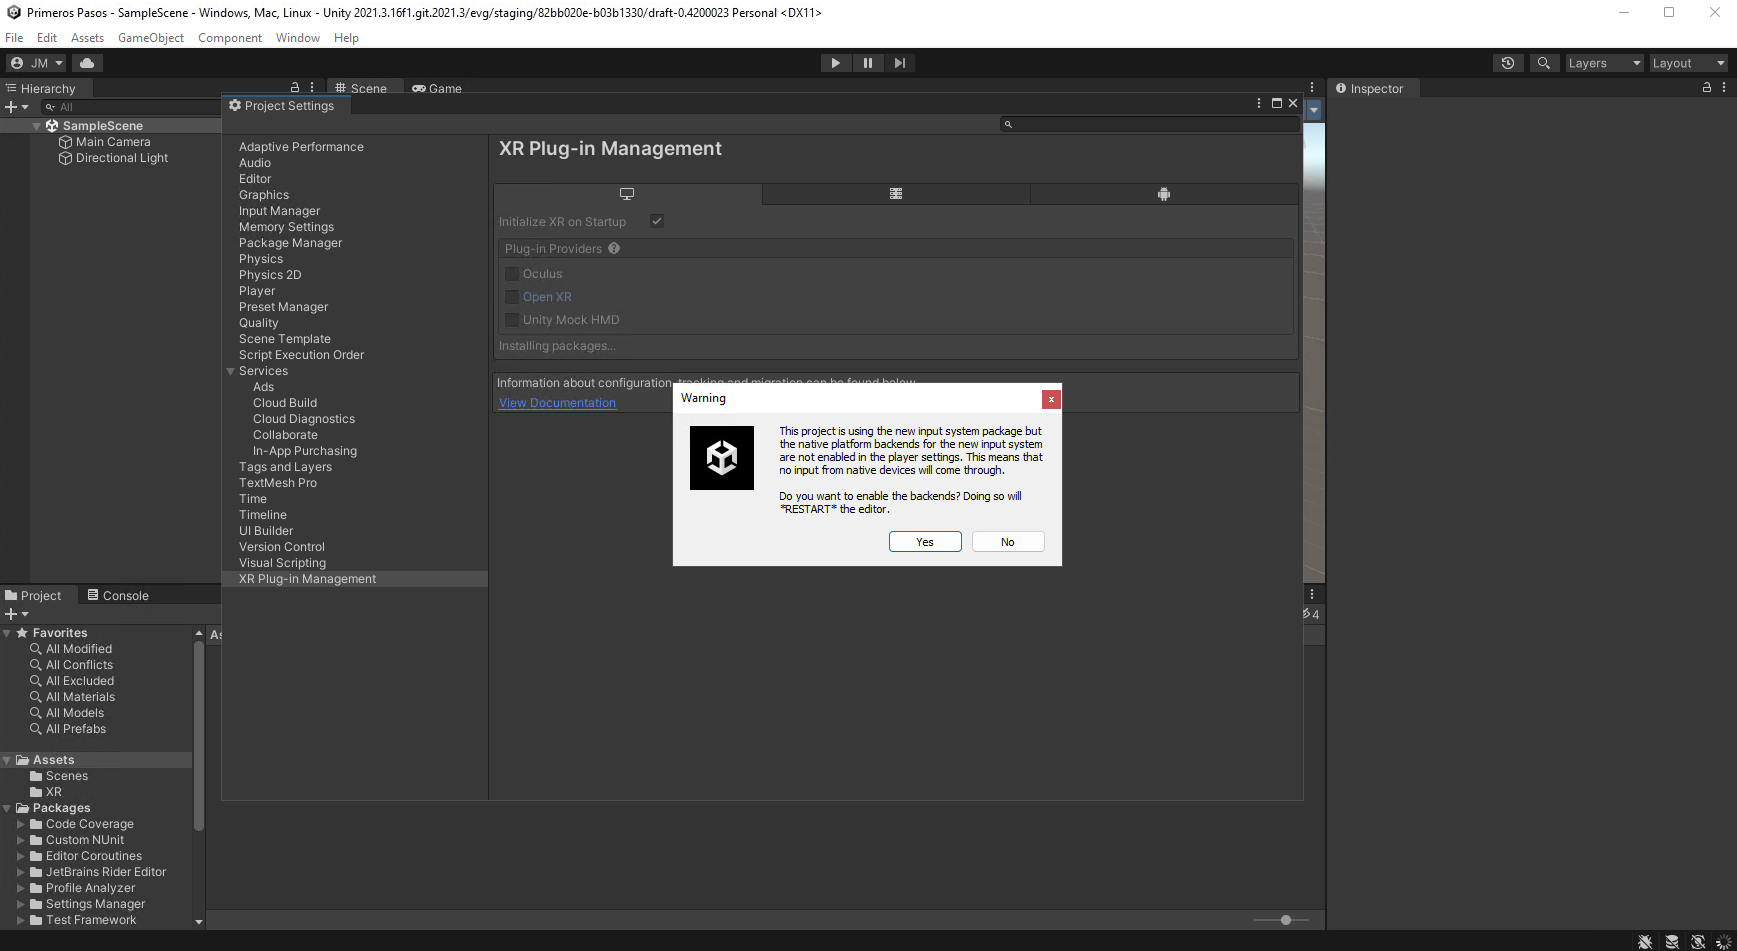 Primeros Pasos - SampleScene - Windows, Mac, Linux - Unity 2021.3.16f1.git.2021.3/evg/staging/82bb020e-b03b1330/draft-0.4200023 Personal <DX11>
File Edit Assets GameObject Component Window Help
JM Layers Layout
Hierarchy
Scene Game
Inspector
All
SampleScene
Main Camera
Directional Light
Project Settings
Adaptive Performance
Audio
Editor
Graphics
Input Manager
Memory Settings
Package Manager
Physics
Physics 2D
Player
Preset Manager
Quality
Scene Template
Script Execution Order
Services
Ads
Cloud Build
Cloud Diagnostics
Collaborate
In-App Purchasing
Tags and Layers
TextMesh Pro
Time
Timeline
UI Builder
Version Control
Visual Scripting
XR Plug-in Management
XR Plug-in Management
Initialize XR on Startup
Plug-in Providers
Oculus
Open XR
Unity Mock HMD
Installing packages...
Information about configuration, tracking and migration can be found below.
View Documentation
Warning
This project is using the new input system package but
the native platform backends for the new input system
are not enabled in the player settings. This means that
no input from native devices will come through.
Do you want to enable the backends? Doing so will
*RESTART* the editor.
Yes No
Project Console
4
Favorites
All Modified
All Conflicts
All Excluded
All Materials
All Models
All Prefabs
As
Assets
Scenes
XR
Packages
Code Coverage
Custom NUnit
Editor Coroutines
JetBrains Rider Editor
Profile Analyzer
Settings Manager
Test Framework